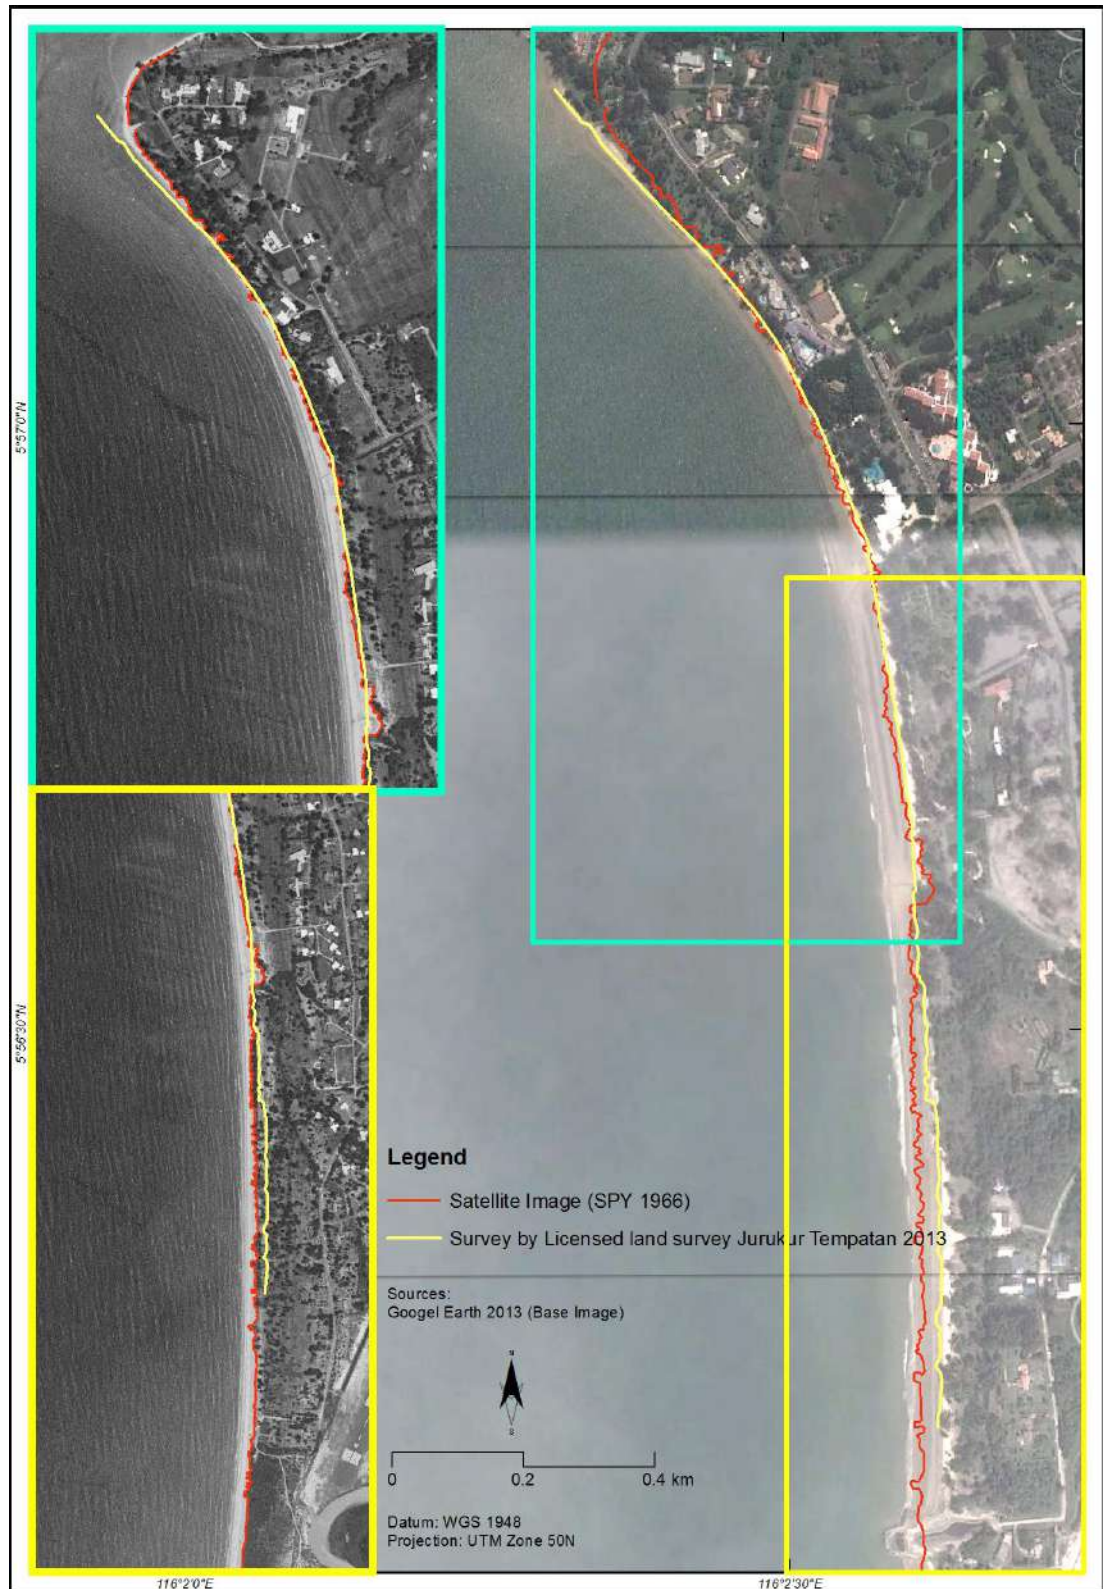 5°57'0"N
5°56'30"N
Legend
Satellite Image (SPY 1966)
Survey by Licensed land survey Jurukur Tempatan 2013
Sources:
Googel Earth 2013 (Base Image)
N
S
0 0.2 0.4 km
Datum: WGS 1948
Projection: UTM Zone 50N
116°2'0"E
116°2'30"E